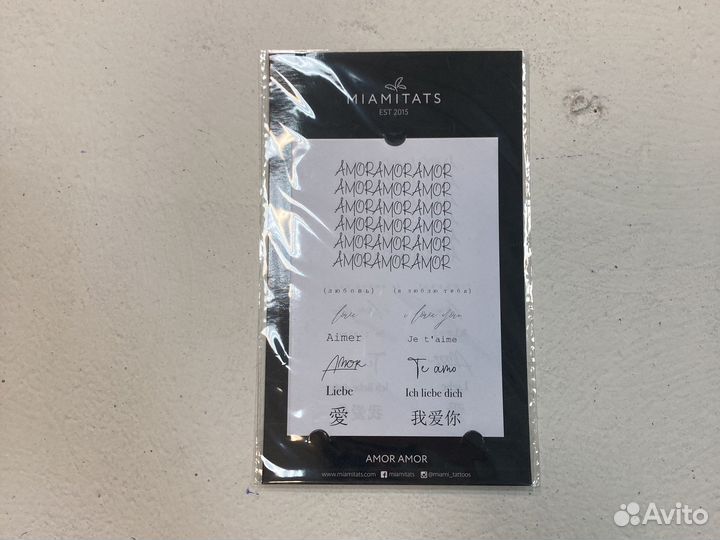 MIAMITATS
EST 2015
AMORAMORAMOR
AMORAMORAMOR
AMORAMORAMOR
AMORAMORAMOR
AMORAMORAMOR
AMORAMORAMOR
(любовь) (я люблю тебя)
love i love you
Aimer Je t'aime
Amor Te amo
Liebe Ich liebe dich
愛 我爱你
AMOR AMOR
www.miamitats.com miamitats @miami_tattoos
Avito